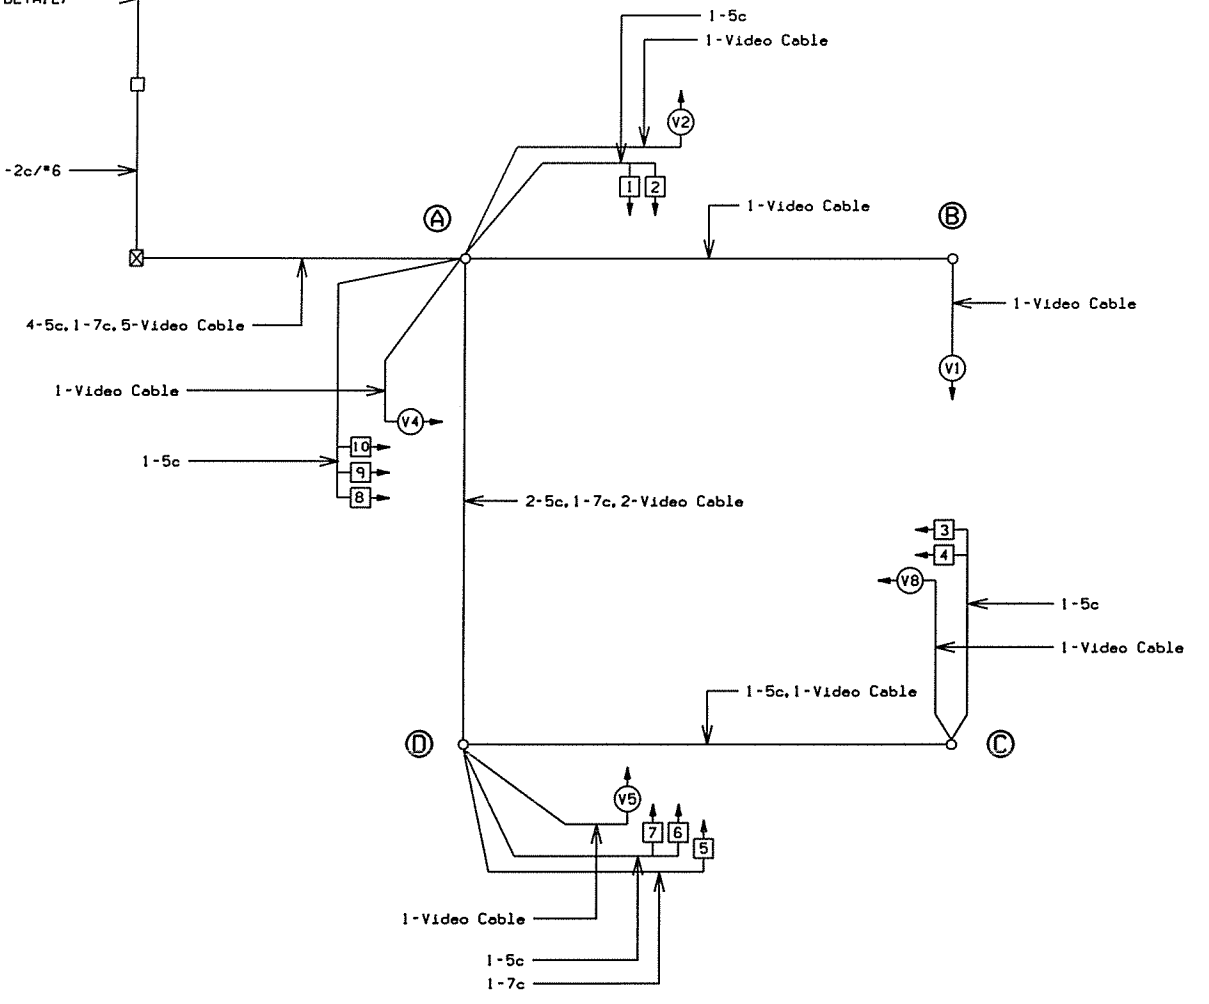 1-5c
1-Video Cable
V2
-2c/#6
1
2
A
1-Video Cable
B
4-5c,1-7c,5-Video Cable
1-Video Cable
V1
1-Video Cable
V4
10
1-5c
9
8
2-5c,1-7c,2-Video Cable
3
4
V8
1-5c
1-Video Cable
1-5c,1-Video Cable
D
C
V5
7
6
5
1-Video Cable
1-5c
1-7c